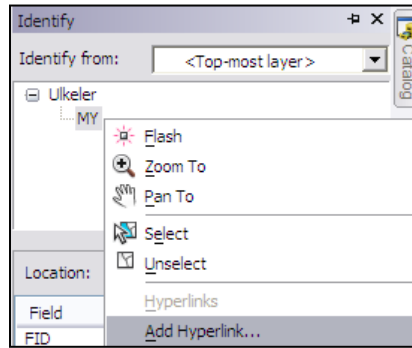 Identify
Identify from:
<Top-most layer>
Catalog
Ulkeler
MY
Flash
Zoom To
Pan To
Select
Unselect
Hyperlinks
Add Hyperlink...
Location:
Field
FID